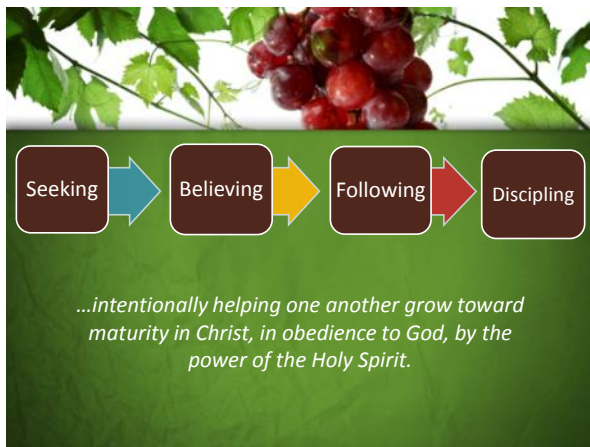 Seeking
Believing
Following
Discipling
...intentionally helping one another grow toward
maturity in Christ, in obedience to God, by the
power of the Holy Spirit.